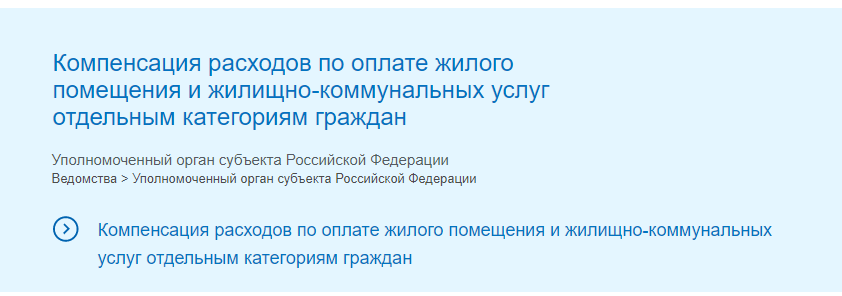 Компенсация расходов по оплате жилого
помещения и жилищно-коммунальных услуг
отдельным категориям граждан
Уполномоченный орган субъекта Российской Федерации
Ведомства > Уполномоченный орган субъекта Российской Федерации
Компенсация расходов по оплате жилого помещения и жилищно-коммунальных
услуг отдельным категориям граждан